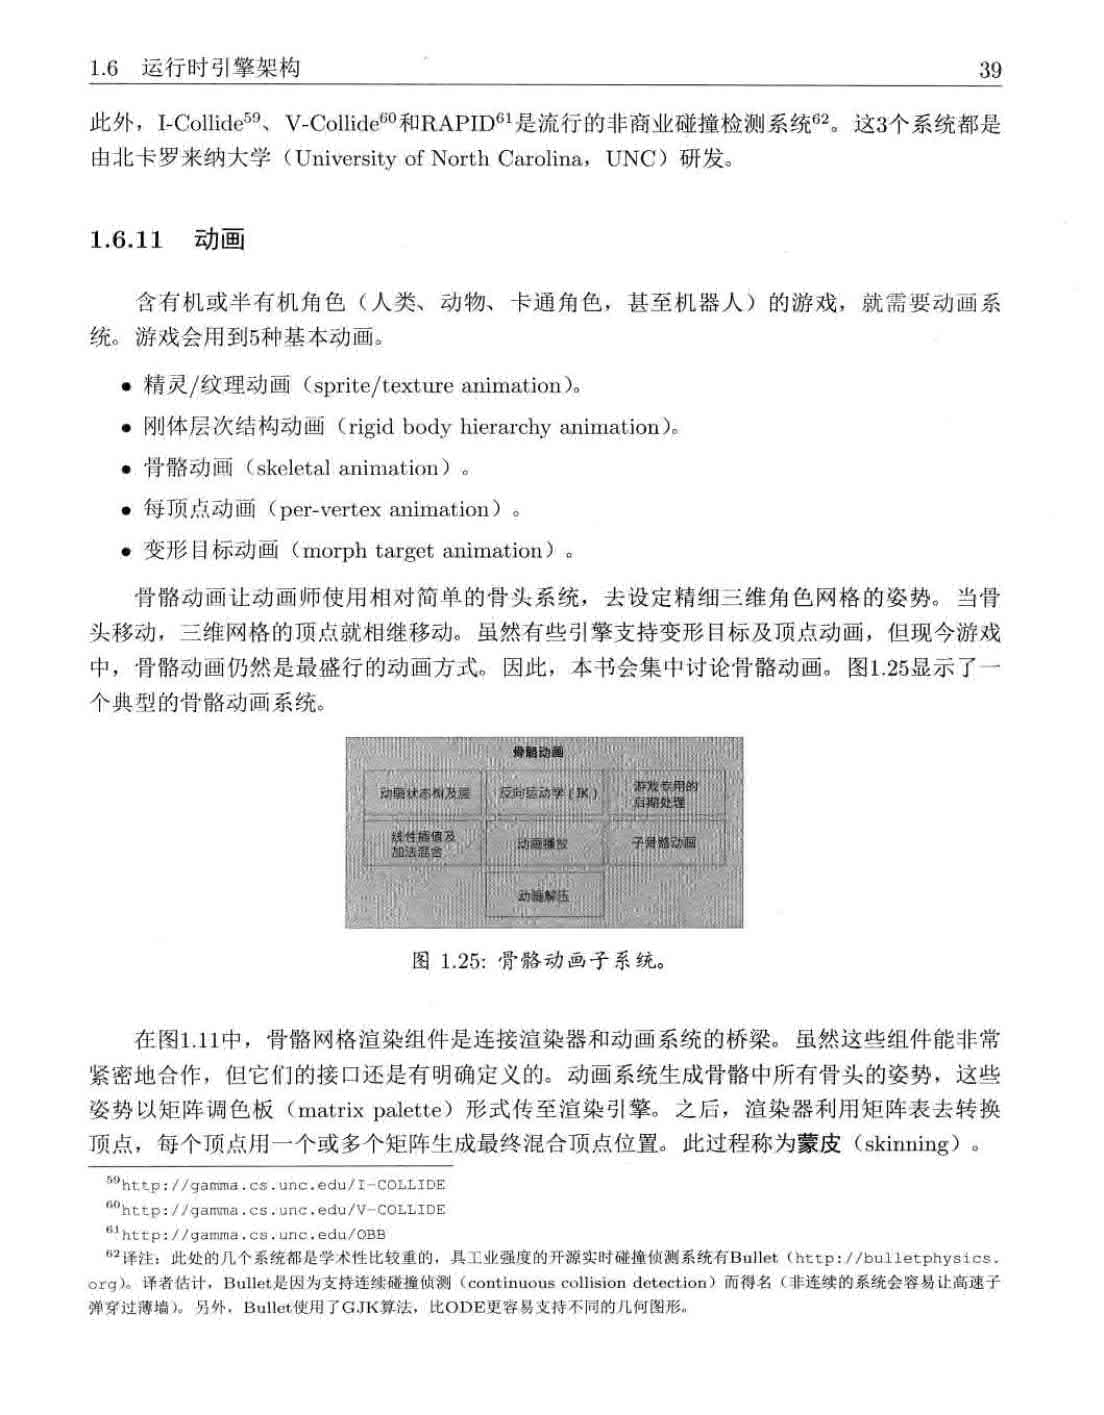 1.6 运行时引擎架构 39
此外，I-Collide59、V-Collide60和RAPID61是流行的非商业碰撞检测系统62。这3个系统都是
由北卡罗来纳大学（University of North Carolina，UNC）研发。
1.6.11 动画
含有机或半有机角色（人类、动物、卡通角色，甚至机器人）的游戏，就需要动画系
统。游戏会用到5种基本动画。
● 精灵/纹理动画（sprite/texture animation）。
● 刚体层次结构动画（rigid body hierarchy animation）。
● 骨骼动画（skeletal animation）。
● 每顶点动画（per-vertex animation）。
● 变形目标动画（morph target animation）。
骨骼动画让动画师使用相对简单的骨头系统，去设定精细三维角色网格的姿势。当骨
头移动，三维网格的顶点就相继移动。虽然有些引擎支持变形目标及顶点动画，但现今游戏
中，骨骼动画仍然是最盛行的动画方式。因此，本书会集中讨论骨骼动画。图1.25显示了一
个典型的骨骼动画系统。
骨骼动画
动画状态树及层 反向运动学（IK） 游戏专用的
后期处理
线性插值及
加法混合 动画播放 子骨骼动画
动画解压
图 1.25: 骨骼动画子系统。
在图1.11中，骨骼网格渲染组件是连接渲染器和动画系统的桥梁。虽然这些组件能非常
紧密地合作，但它们的接口还是有明确定义的。动画系统生成骨骼中所有骨头的姿势，这些
姿势以矩阵调色板（matrix palette）形式传至渲染引擎。之后，渲染器利用矩阵表去转换
顶点，每个顶点用一个或多个矩阵生成最终混合顶点位置。此过程称为蒙皮（skinning）。
59http://gamma.cs.unc.edu/I-COLLIDE
60http://gamma.cs.unc.edu/V-COLLIDE
61http://gamma.cs.unc.edu/OBB
62译注：此处的几个系统都是学术性比较重的，具工业强度的开源实时碰撞侦测系统有Bullet（http://bulletphysics.
org）。译者估计，Bullet是因为支持连续碰撞侦测（continuous collision detection）而得名（非连续的系统会容易让高速子
弹穿过薄墙）。另外，Bullet使用了GJK算法，比ODE更容易支持不同的几何图形。